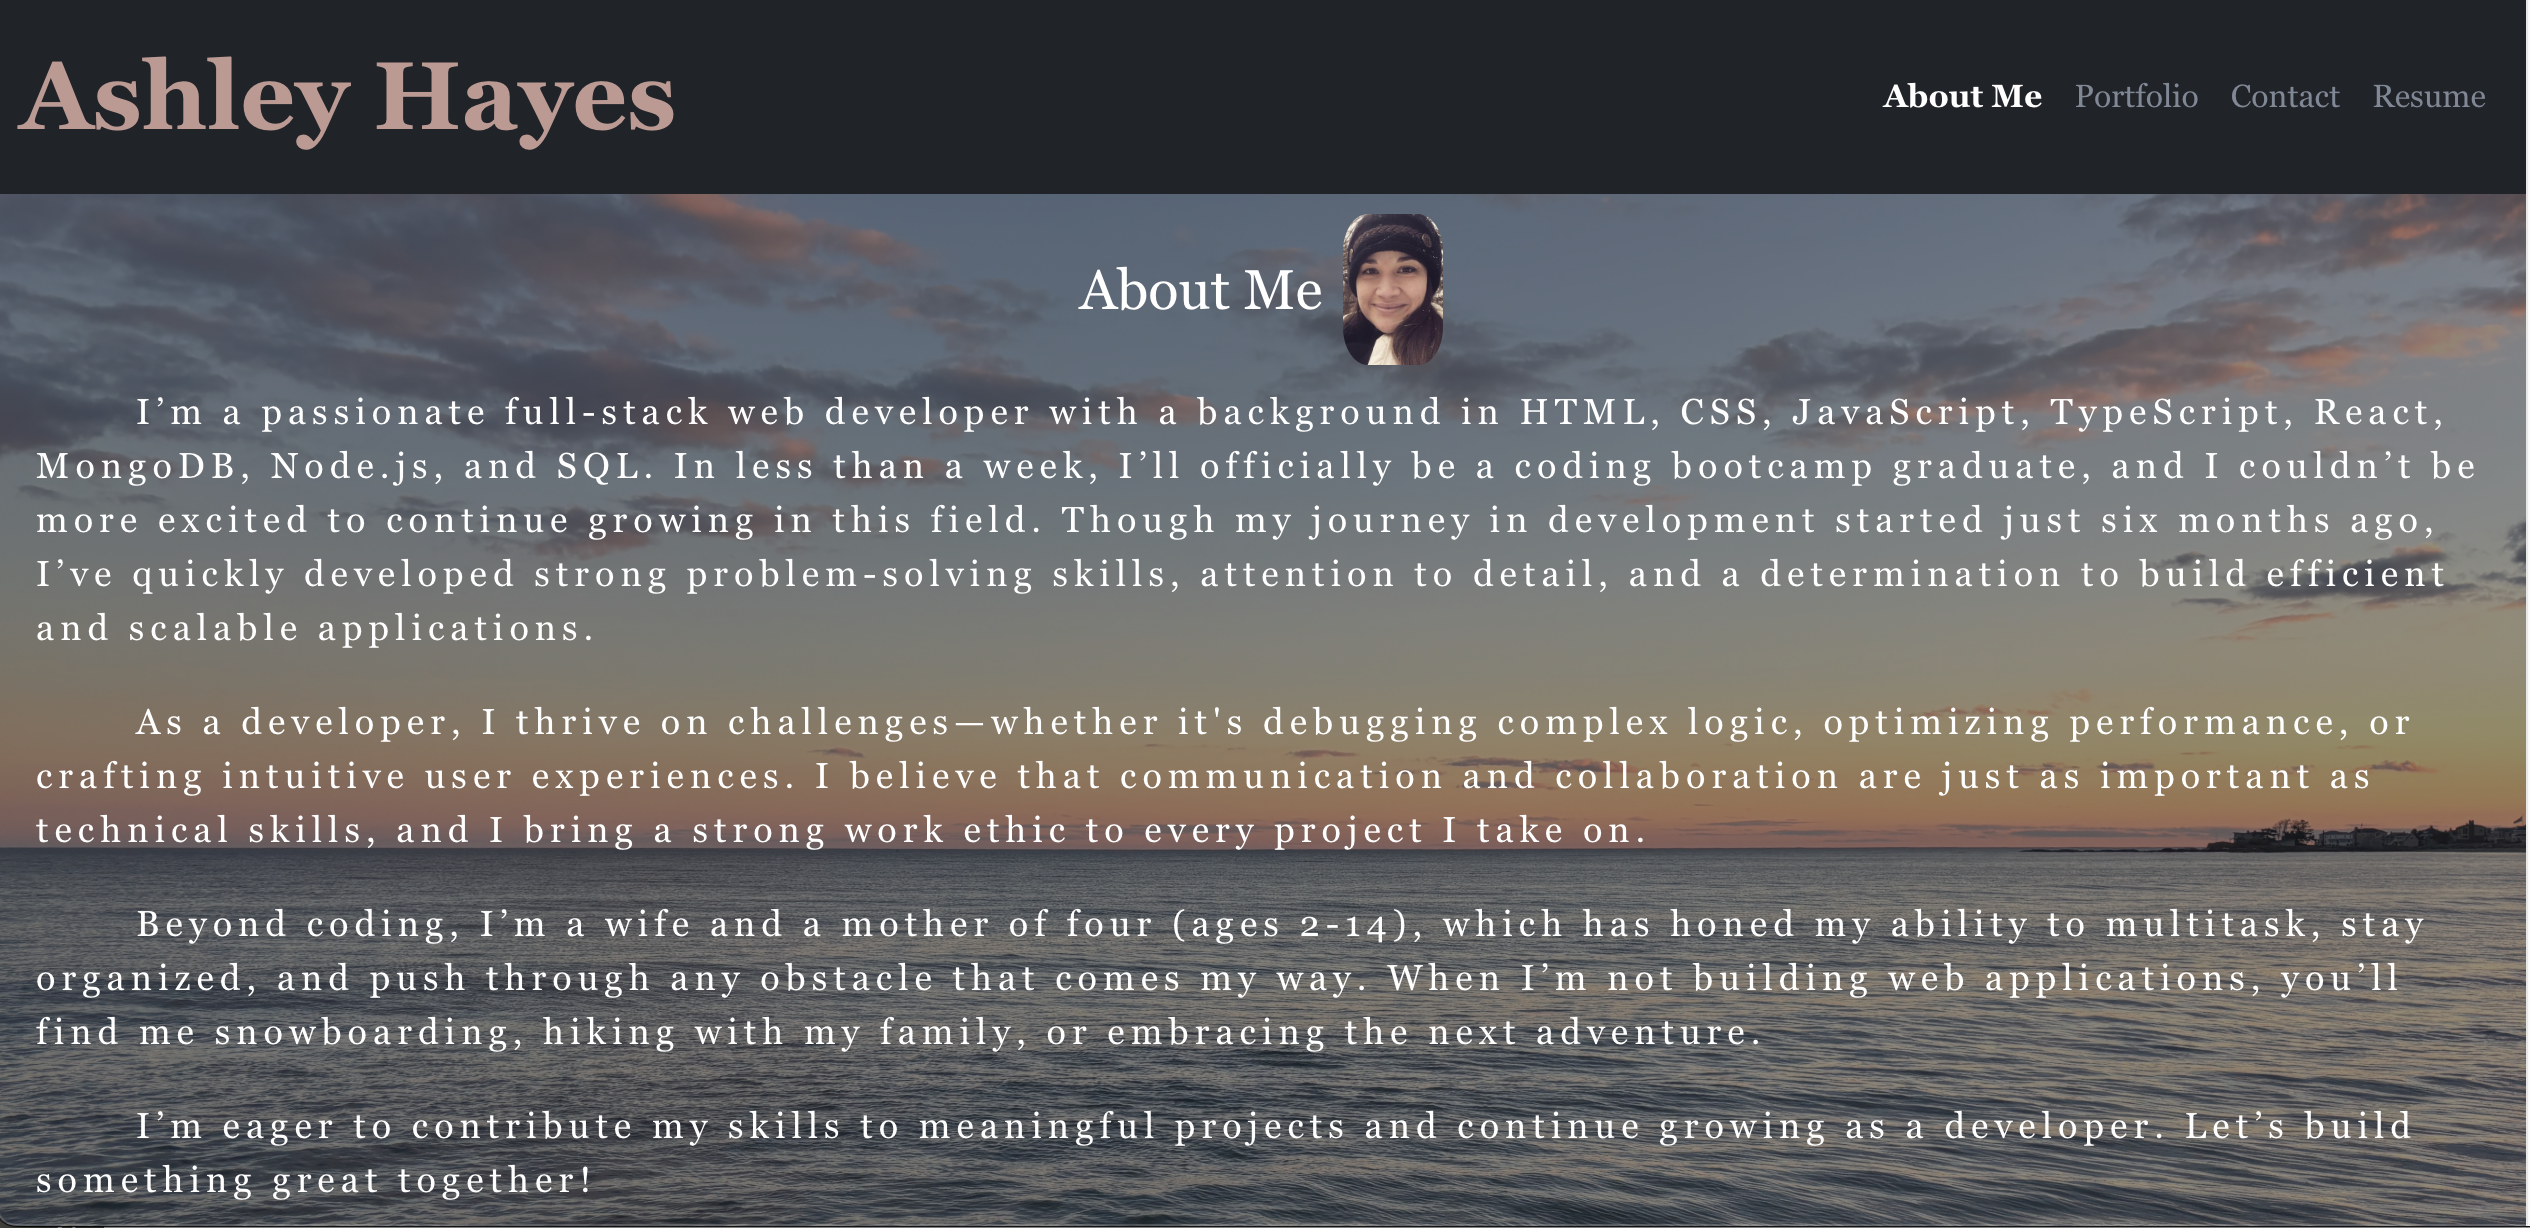 Ashley Hayes
About Me Portfolio Contact Resume
About Me
I’m a passionate full-stack web developer with a background in HTML, CSS, JavaScript, TypeScript, React,
MongoDB, Node.js, and SQL. In less than a week, I’ll officially be a coding bootcamp graduate, and I couldn’t be
more excited to continue growing in this field. Though my journey in development started just six months ago,
I’ve quickly developed strong problem-solving skills, attention to detail, and a determination to build efficient
and scalable applications.
As a developer, I thrive on challenges—whether it's debugging complex logic, optimizing performance, or
crafting intuitive user experiences. I believe that communication and collaboration are just as important as
technical skills, and I bring a strong work ethic to every project I take on.
Beyond coding, I’m a wife and a mother of four (ages 2-14), which has honed my ability to multitask, stay
organized, and push through any obstacle that comes my way. When I’m not building web applications, you’ll
find me snowboarding, hiking with my family, or embracing the next adventure.
I’m eager to contribute my skills to meaningful projects and continue growing as a developer. Let’s build
something great together!